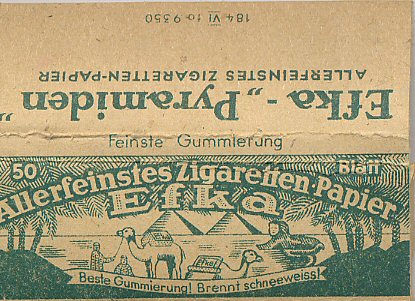 184 VI to 9350
ALLERFEINSTES ZIGARETTEN-PAPIER
Efka-„Pyramiden“
Feinste Gummierung
50 Blatt
Allerfeinstes Zigaretten-Papier
Efka
Efka
Beste Gummierung! Brennt schneeweiss!